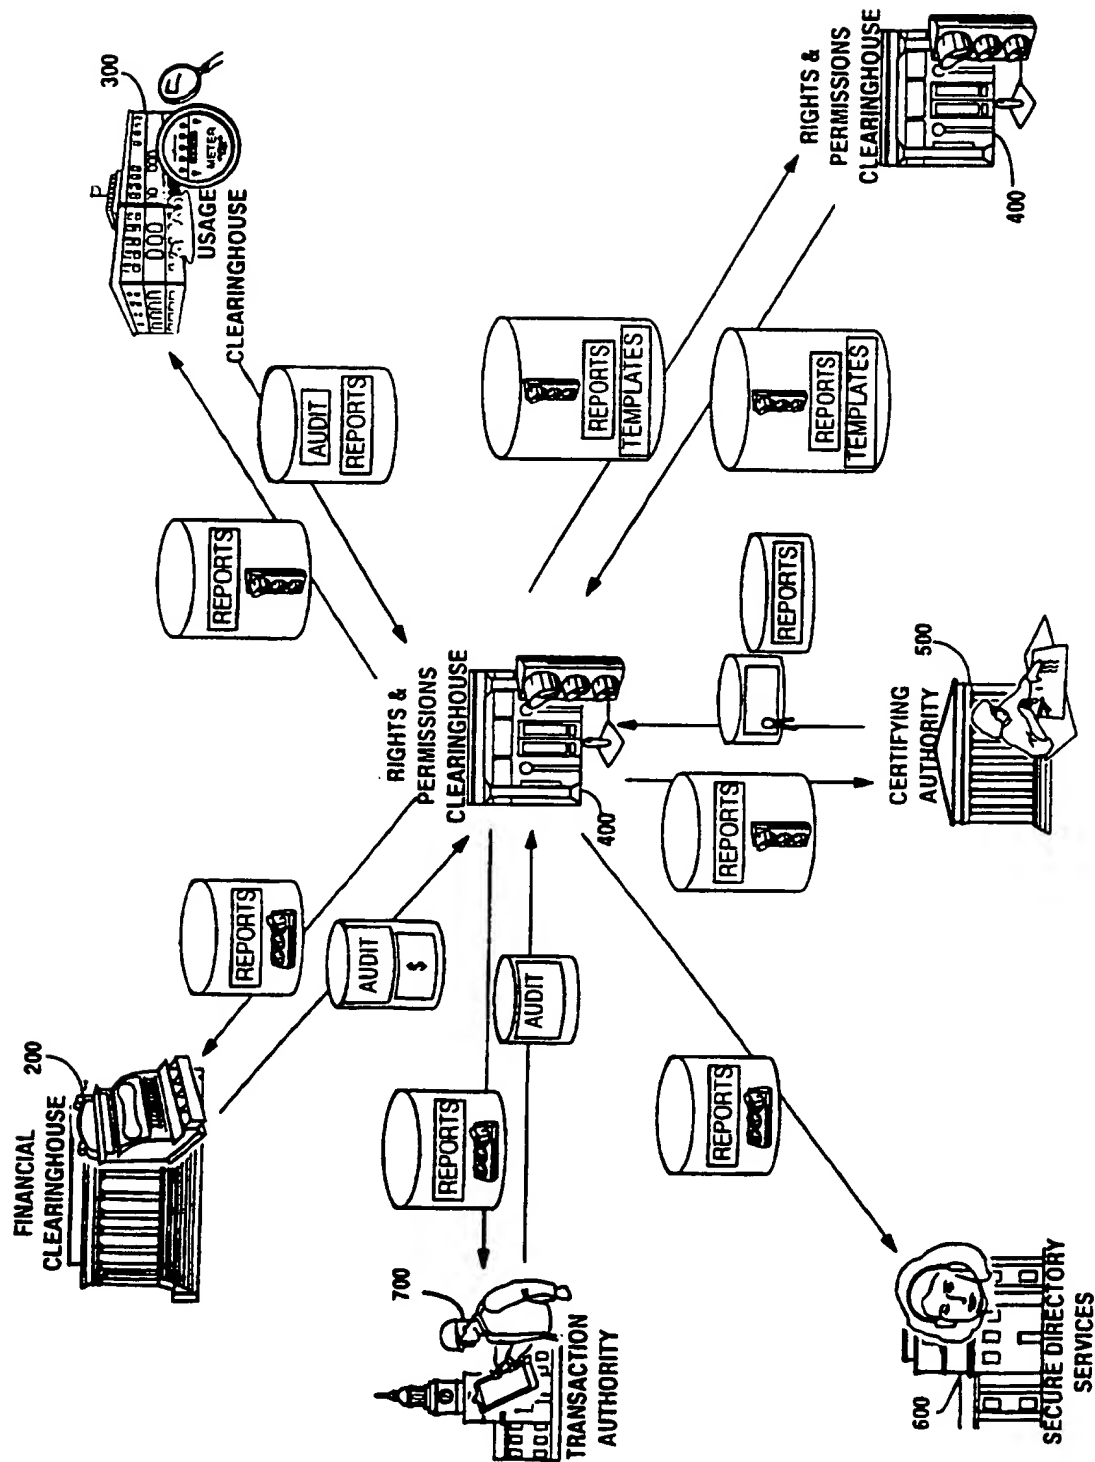 FINANCIAL
CLEARINGHOUSE
200
300
METER
USAGE
CLEARINGHOUSE
REPORTS
REPORTS
AUDIT
REPORTS
AUDIT
$
700
TRANSACTION
AUTHORITY
REPORTS
AUDIT
RIGHTS &
PERMISSIONS
CLEARINGHOUSE
400
REPORTS
TEMPLATES
RIGHTS &
PERMISSIONS
CLEARINGHOUSE
400
REPORTS
REPORTS
REPORTS
REPORTS
TEMPLATES
600
SECURE DIRECTORY
SERVICES
CERTIFYING
AUTHORITY
500